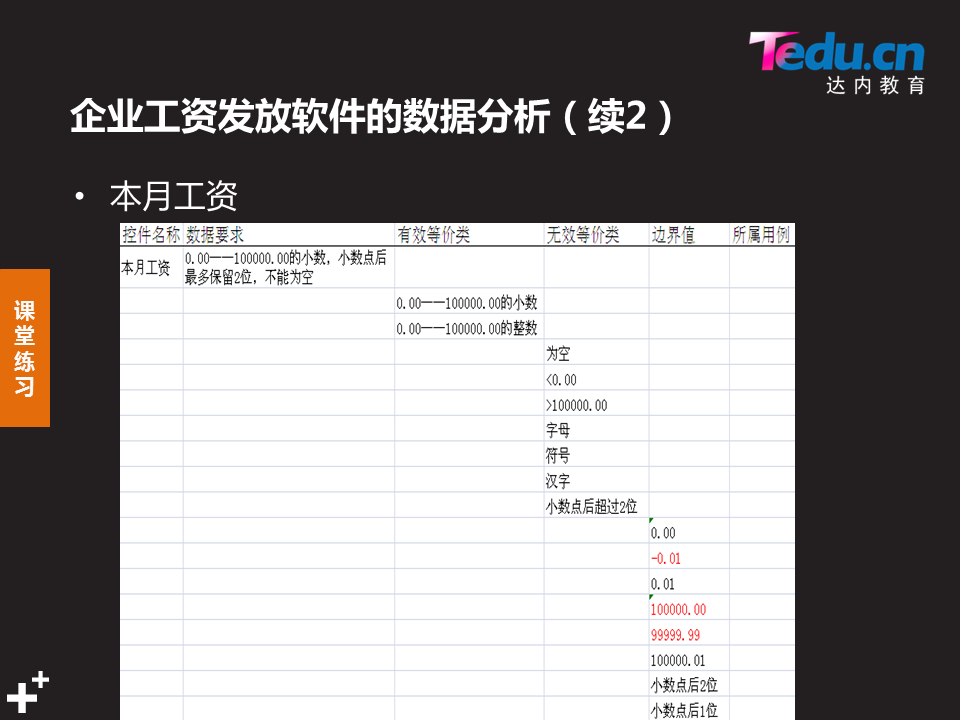 Tedu.cn
达内教育
企业工资发放软件的数据分析（续2）
• 本月工资
控件名称 数据要求 有效等价类 无效等价类 边界值 所属用例
本月工资 0.00——100000.00的小数，小数点后
最多保留2位，不能为空
0.00——100000.00的小数
0.00——100000.00的整数
为空
<0.00
>100000.00
字母
符号
汉字
小数点后超过2位
0.00
-0.01
0.01
100000.00
99999.99
100000.01
小数点后2位
小数点后1位
课
堂
练
习